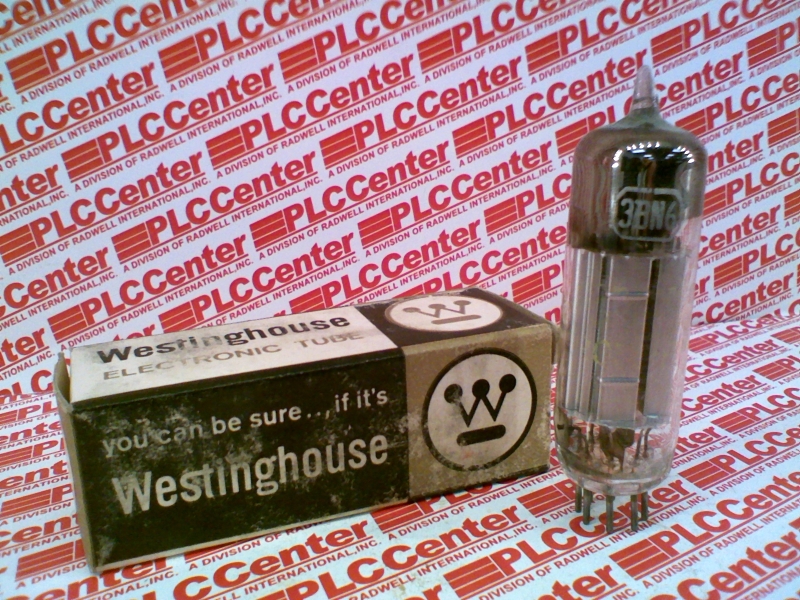 PLCCenter
A DIVISION OF RADWELL INTERNATIONAL, INC.
3BN6
Westinghouse
ELECTRONIC TUBE
W
you can be sure..., if it's
Westinghouse
W